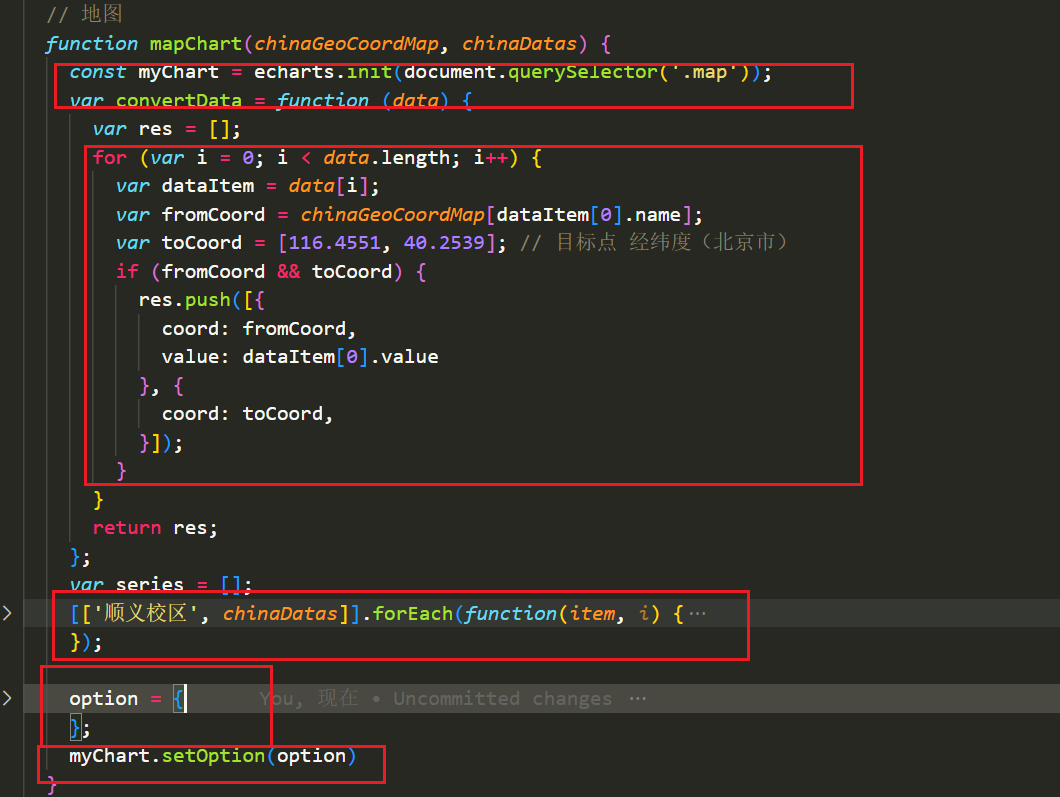 // 地图
function mapChart(chinaGeoCoordMap, chinaDatas) {
const myChart = echarts.init(document.querySelector('.map'));
var convertData = function (data) {
var res = [];
for (var i = 0; i < data.length; i++) {
var dataItem = data[i];
var fromCoord = chinaGeoCoordMap[dataItem[0].name];
var toCoord = [116.4551, 40.2539]; // 目标点 经纬度（北京市）
if (fromCoord && toCoord) {
res.push([{
coord: fromCoord,
value: dataItem[0].value
}, {
coord: toCoord,
}]);
}
}
return res;
};
var series = [];
[['顺义校区', chinaDatas]].forEach(function(item, i) {⋯
});
option = { You, 现在 • Uncommitted changes ⋯
};
myChart.setOption(option)
}